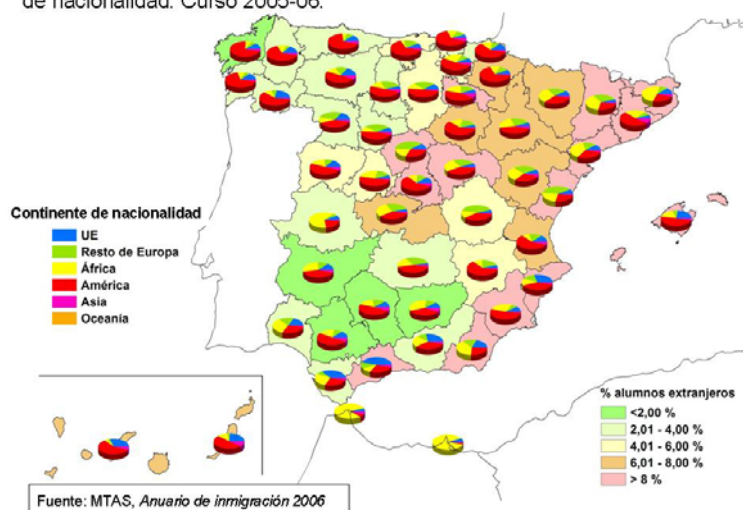 de nacionalidad. Curso 2005-06.
Continente de nacionalidad
UE
Resto de Europa
África
América
Asia
Oceanía
% alumnos extranjeros
<2,00 %
2,01 - 4,00 %
4,01 - 6,00 %
6,01 - 8,00 %
> 8 %
Fuente: MTAS, Anuario de inmigración 2006